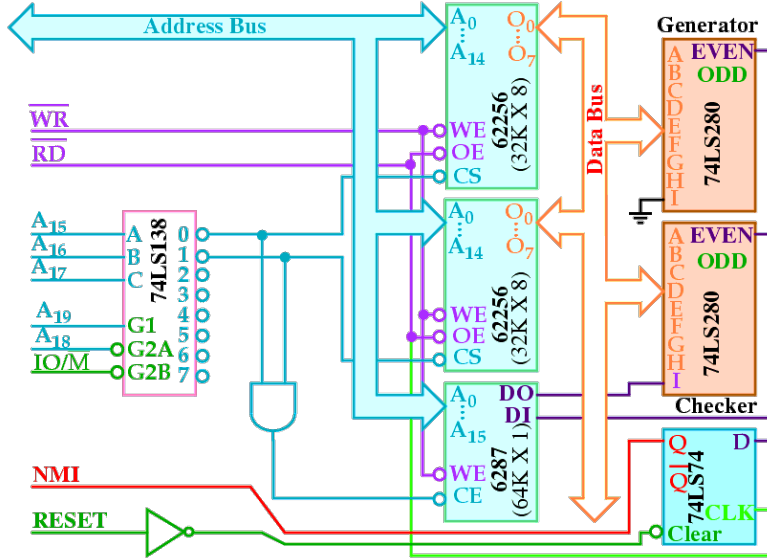 Address Bus
A0
A14
O0
O7
WE
OE
CS
62256
(32K X 8)
Data Bus
Generator
A
B
C
D
E
F
G
H
I
EVEN
ODD
74LS280
WR
RD
A15
A16
A17
A19
A18
IO/M
A
B
C
G1
G2A
G2B
74LS138
0
1
2
3
4
5
6
7
A0
A14
O0
O7
WE
OE
CS
62256
(32K X 8)
A
B
C
D
E
F
G
H
I
EVEN
ODD
74LS280
Checker
A0
A15
DO
DI
WE
CE
6287
(64K X 1)
NMI
RESET
Q
Q
D
CLK
Clear
74LS74